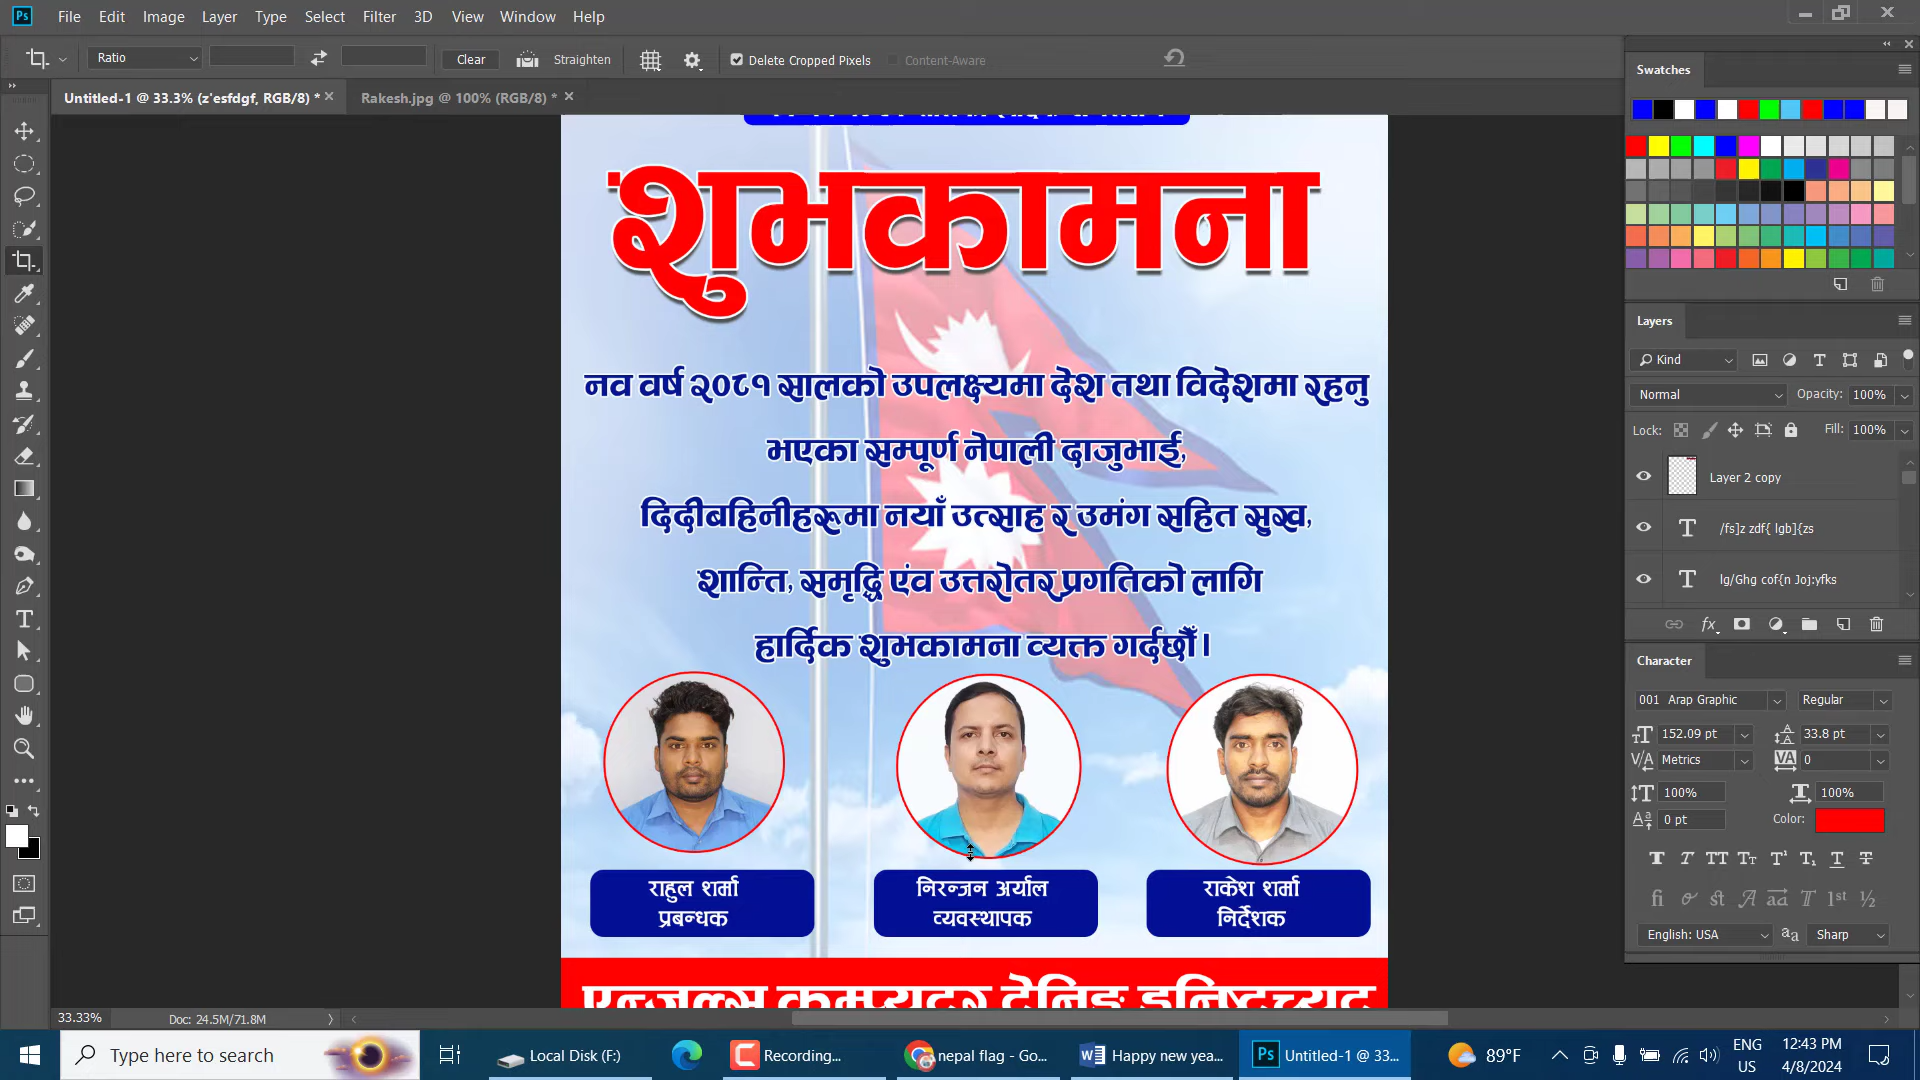 File Edit Image Layer Type Select Filter 3D View Window Help
Ratio Clear Straighten Delete Cropped Pixels Content-Aware
Untitled-1 @ 33.3% (z'esfdgf, RGB/8) * Rakesh.jpg @ 100% (RGB/8) *
शुभकामना
नव वर्ष २०८१ सालको उपलक्ष्यमा देश तथा विदेशमा रहनु
भएका सम्पूर्ण नेपाली दाजुभाई,
दिदीबहिनीहरूमा नयाँ उत्साह र उमंग सहित सुख,
शान्ति, समृद्धि एंव उत्तरोतर प्रगतिको लागि
हार्दिक शुभकामना व्यक्त गर्दछौं ।
राहुल शर्मा
प्रबन्धक
निरन्जन अर्याल
व्यवस्थापक
राकेश शर्मा
निर्देशक
Swatches
Layers
Kind
Normal Opacity: 100%
Lock: Fill: 100%
Layer 2 copy
T /fs]z zdf{ lgb]{zs
T lg/Ghg cof{n Joj:yfks
fx
Character
001 Arap Graphic Regular
152.09 pt 33.8 pt
Metrics 0
100% 100%
0 pt Color:
English: USA aa Sharp
33.33% Doc: 24.5M/71.8M
Type here to search Local Disk (F:) Recording... nepal flag - Go... Happy new yea... Untitled-1 @ 33... 89°F ENG US 12:43 PM 4/8/2024